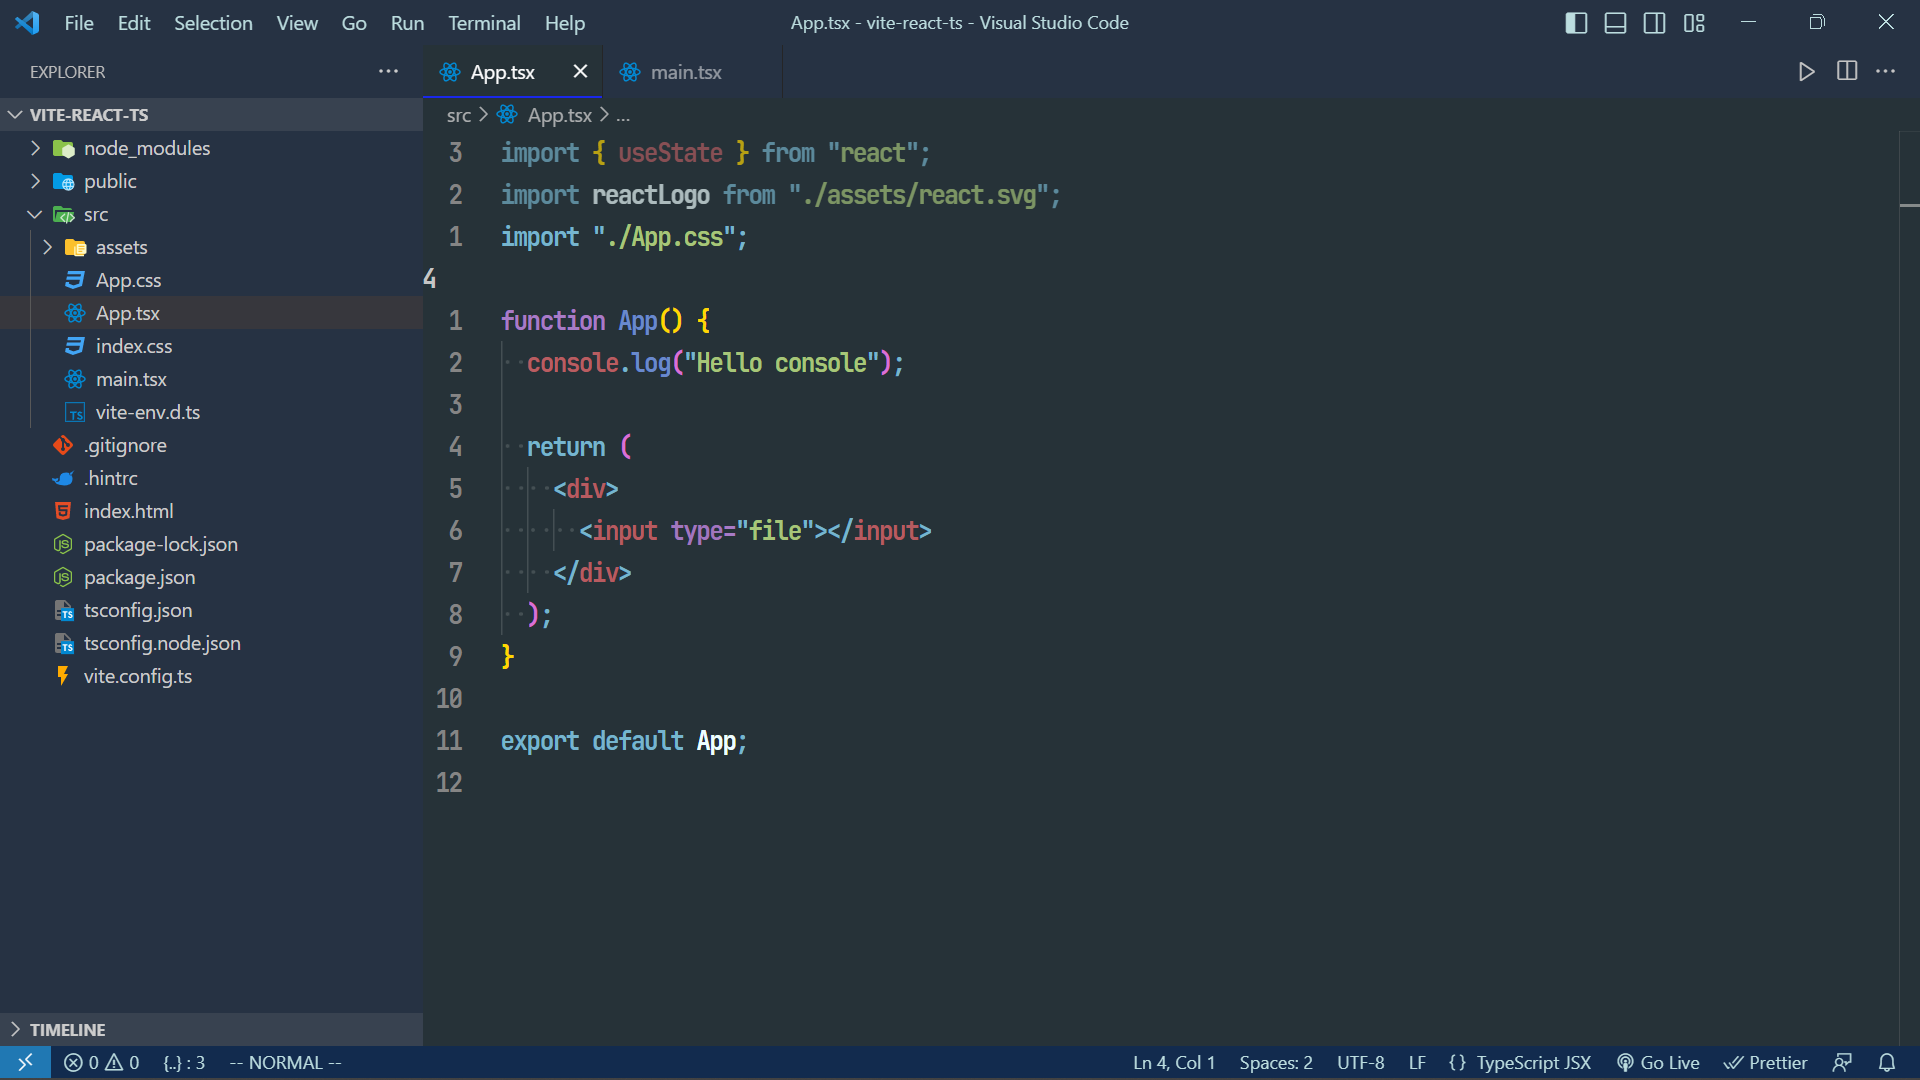 File Edit Selection View Go Run Terminal Help
App.tsx - vite-react-ts - Visual Studio Code
EXPLORER
App.tsx
main.tsx
VITE-REACT-TS
node_modules
public
src
assets
App.css
App.tsx
index.css
main.tsx
vite-env.d.ts
.gitignore
.hintrc
index.html
package-lock.json
package.json
tsconfig.json
tsconfig.node.json
vite.config.ts
TIMELINE
src > App.tsx > ...
3 import { useState } from "react";
2 import reactLogo from "./assets/react.svg";
1 import "./App.css";
4
1 function App() {
2 console.log("Hello console");
3
4 return (
5 <div>
6 <input type="file"></input>
7 </div>
8 );
9 }
10
11 export default App;
12
0 0 {..} : 3 -- NORMAL --
Ln 4, Col 1 Spaces: 2 UTF-8 LF {} TypeScript JSX Go Live Prettier